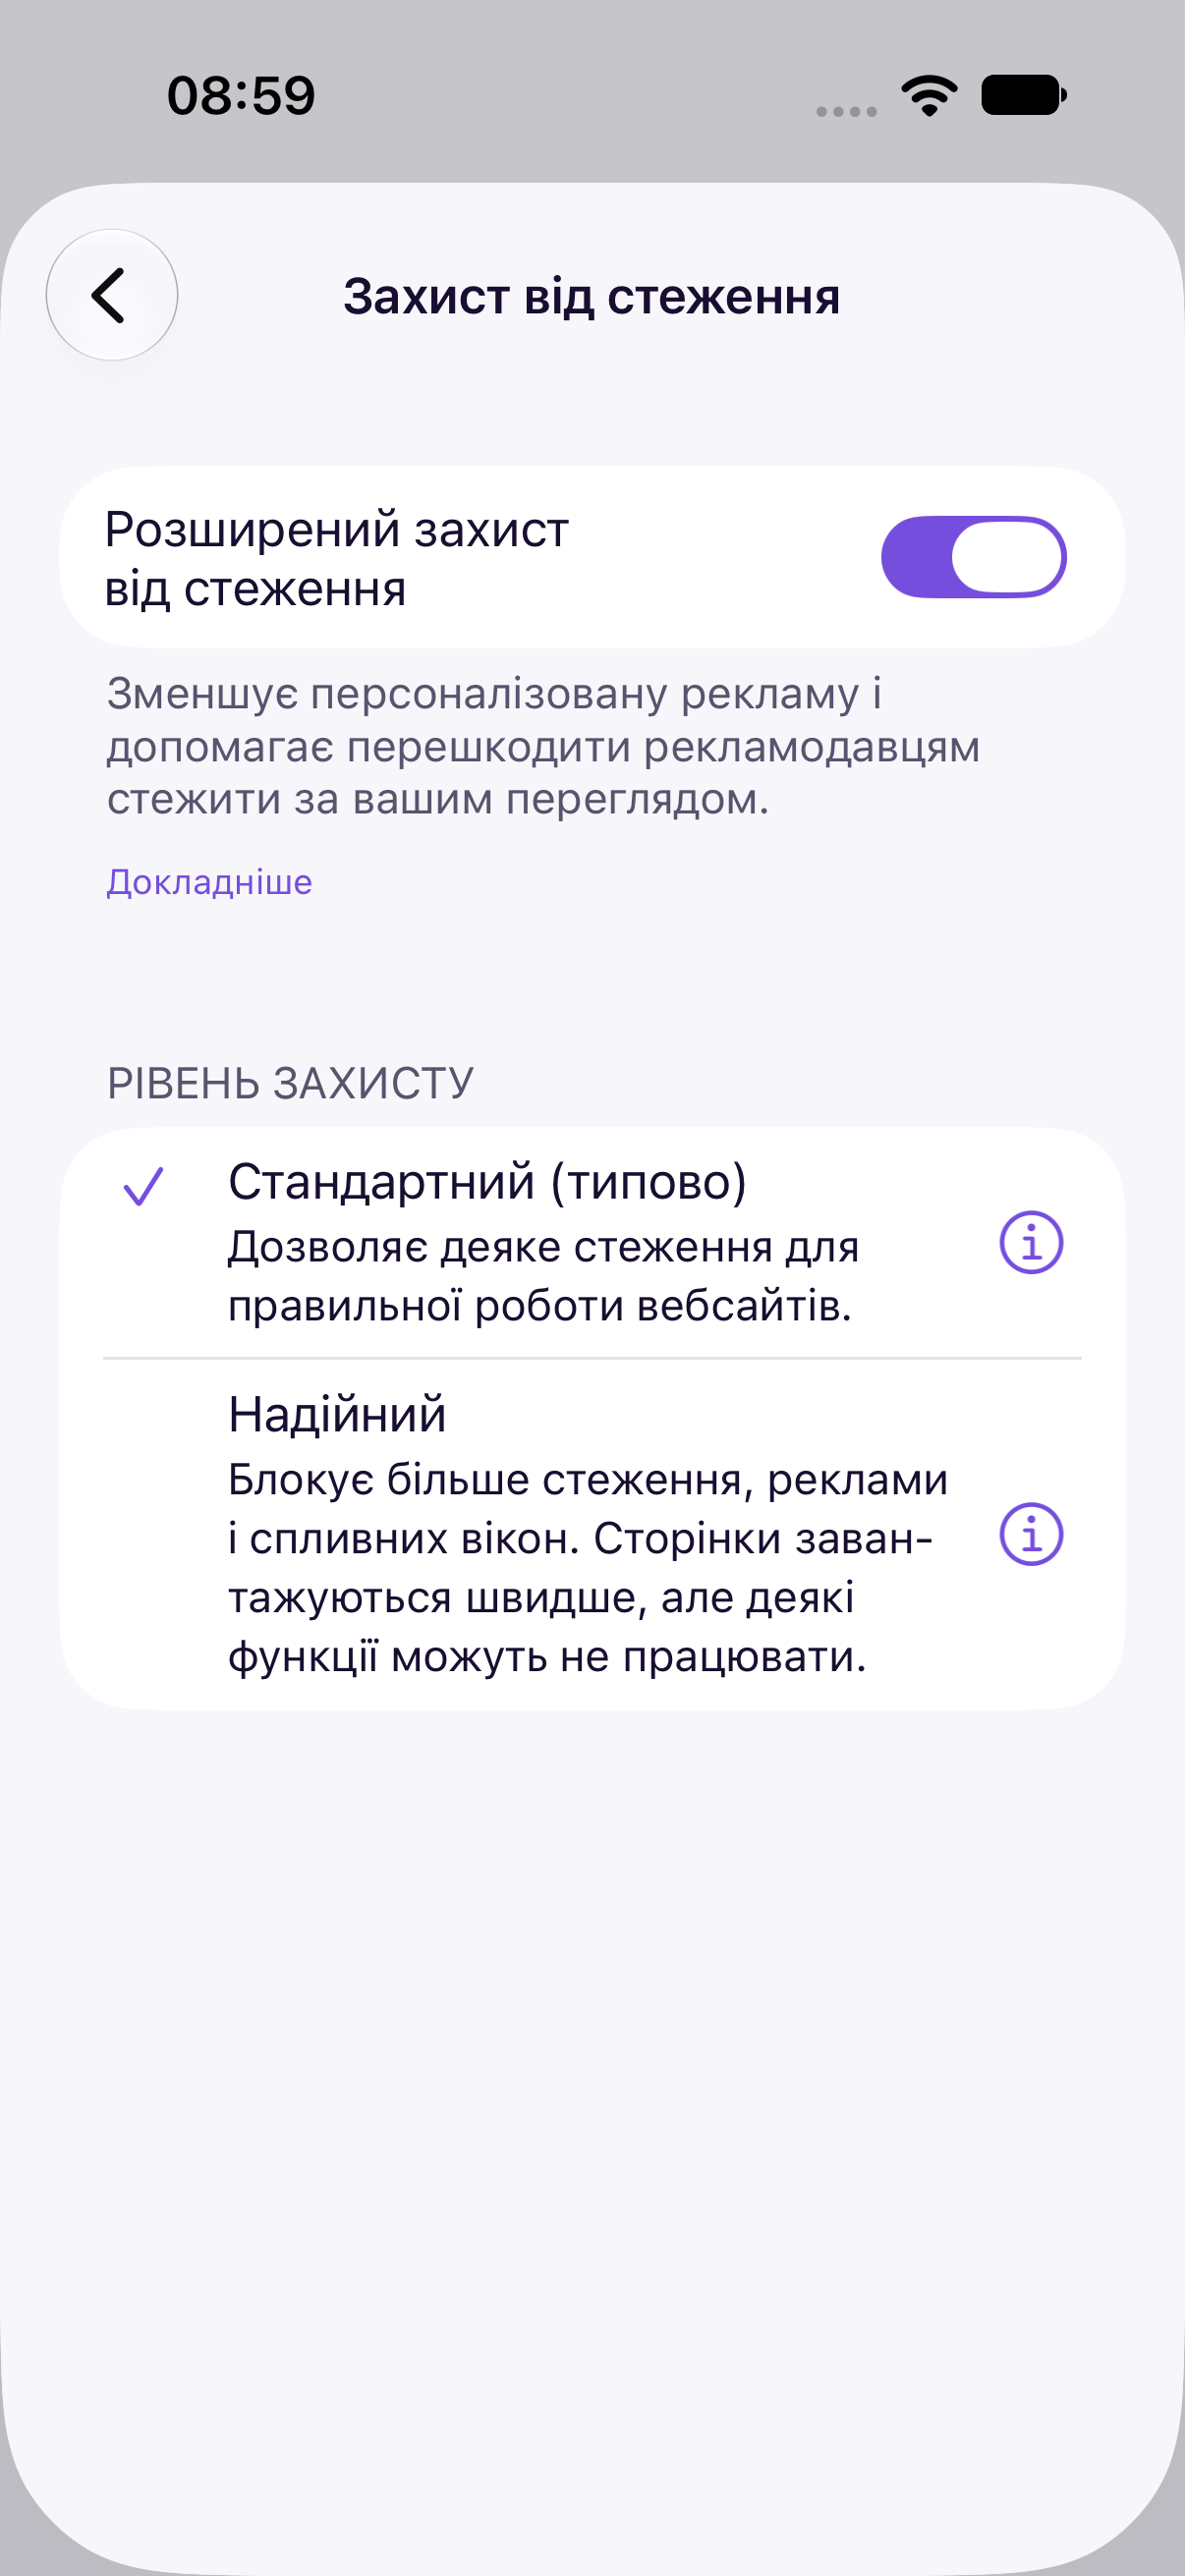 08:59
Захист від стеження
Розширений захист
від стеження
Зменшує персоналізовану рекламу і
допомагає перешкодити рекламодавцям
стежити за вашим переглядом.
Докладніше
РІВЕНЬ ЗАХИСТУ
Стандартний (типово)
Дозволяє деяке стеження для
правильної роботи вебсайтів.
Надійний
Блокує більше стеження, реклами
і спливних вікон. Сторінки заван-
тажуються швидше, але деякі
функції можуть не працювати.